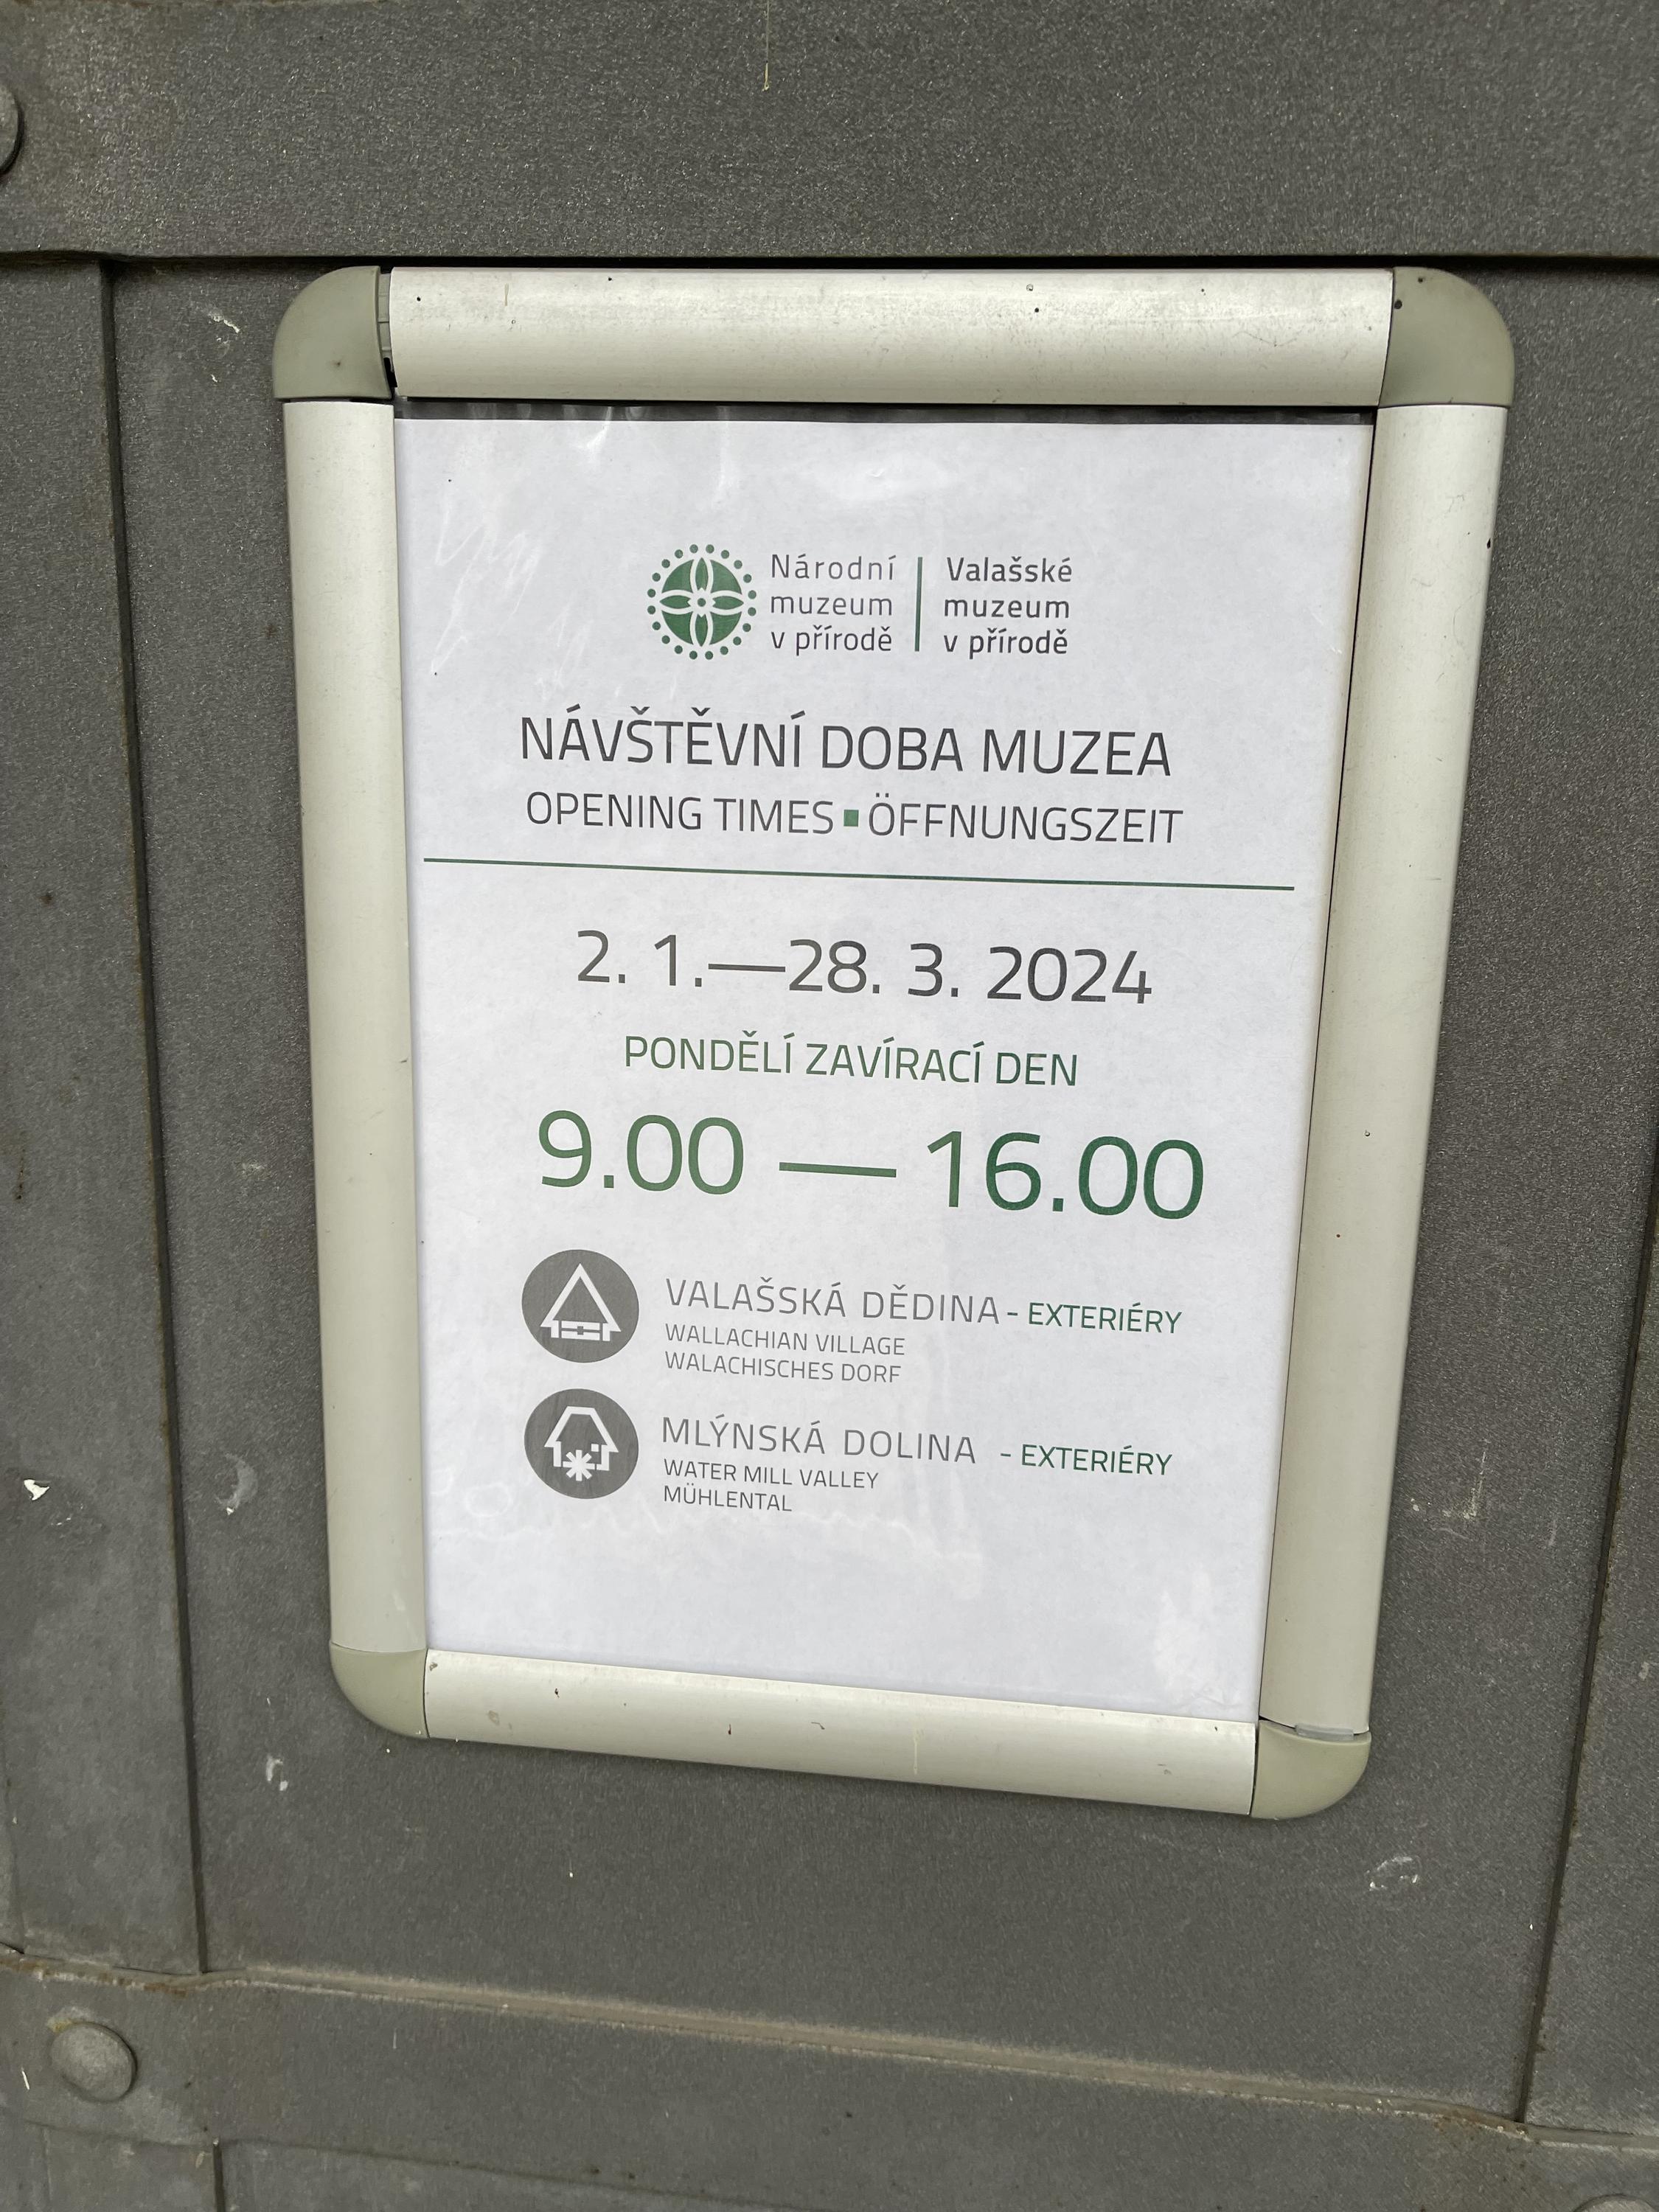 Národní
muzeum
v přírodě
Valašské
muzeum
v přírodě
NÁVŠTĚVNÍ DOBA MUZEA
OPENING TIMES ▪ ÖFFNUNGSZEIT
2. 1.—28. 3. 2024
PONDĚLÍ ZAVÍRACÍ DEN
9.00 — 16.00
VALAŠSKÁ DĚDINA - EXTERIÉRY
WALLACHIAN VILLAGE
WALACHISCHES DORF
MLÝNSKÁ DOLINA - EXTERIÉRY
WATER MILL VALLEY
MÜHLENTAL